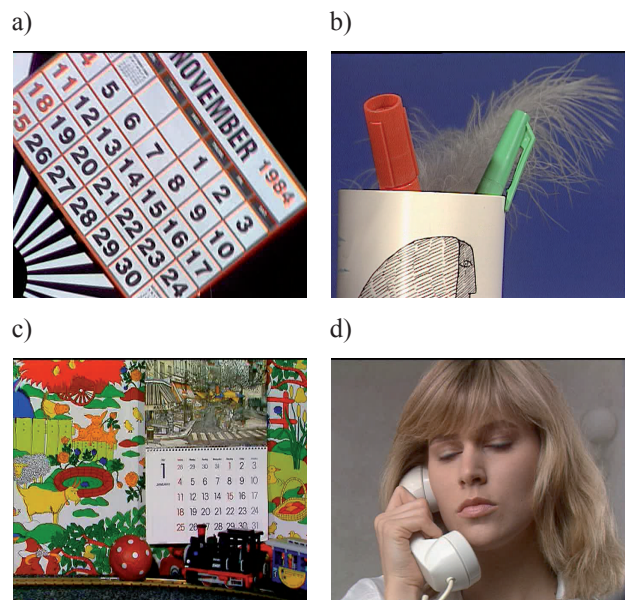 a)
b)
NOVEMBER 1984
1 2 3
4 5 6 7 8 9 10
11 12 13 14 15 16 17
18 19 20 21 22 23 24
25 26 27 28 29 30
c)
d)
1
JANUARY
28 29 30 31 1 2 3
4 5 6 7 8 9 10
11 12 13 14 15 16 17
18 19 20 21 22 23 24
25 26 27 28 29 30 31